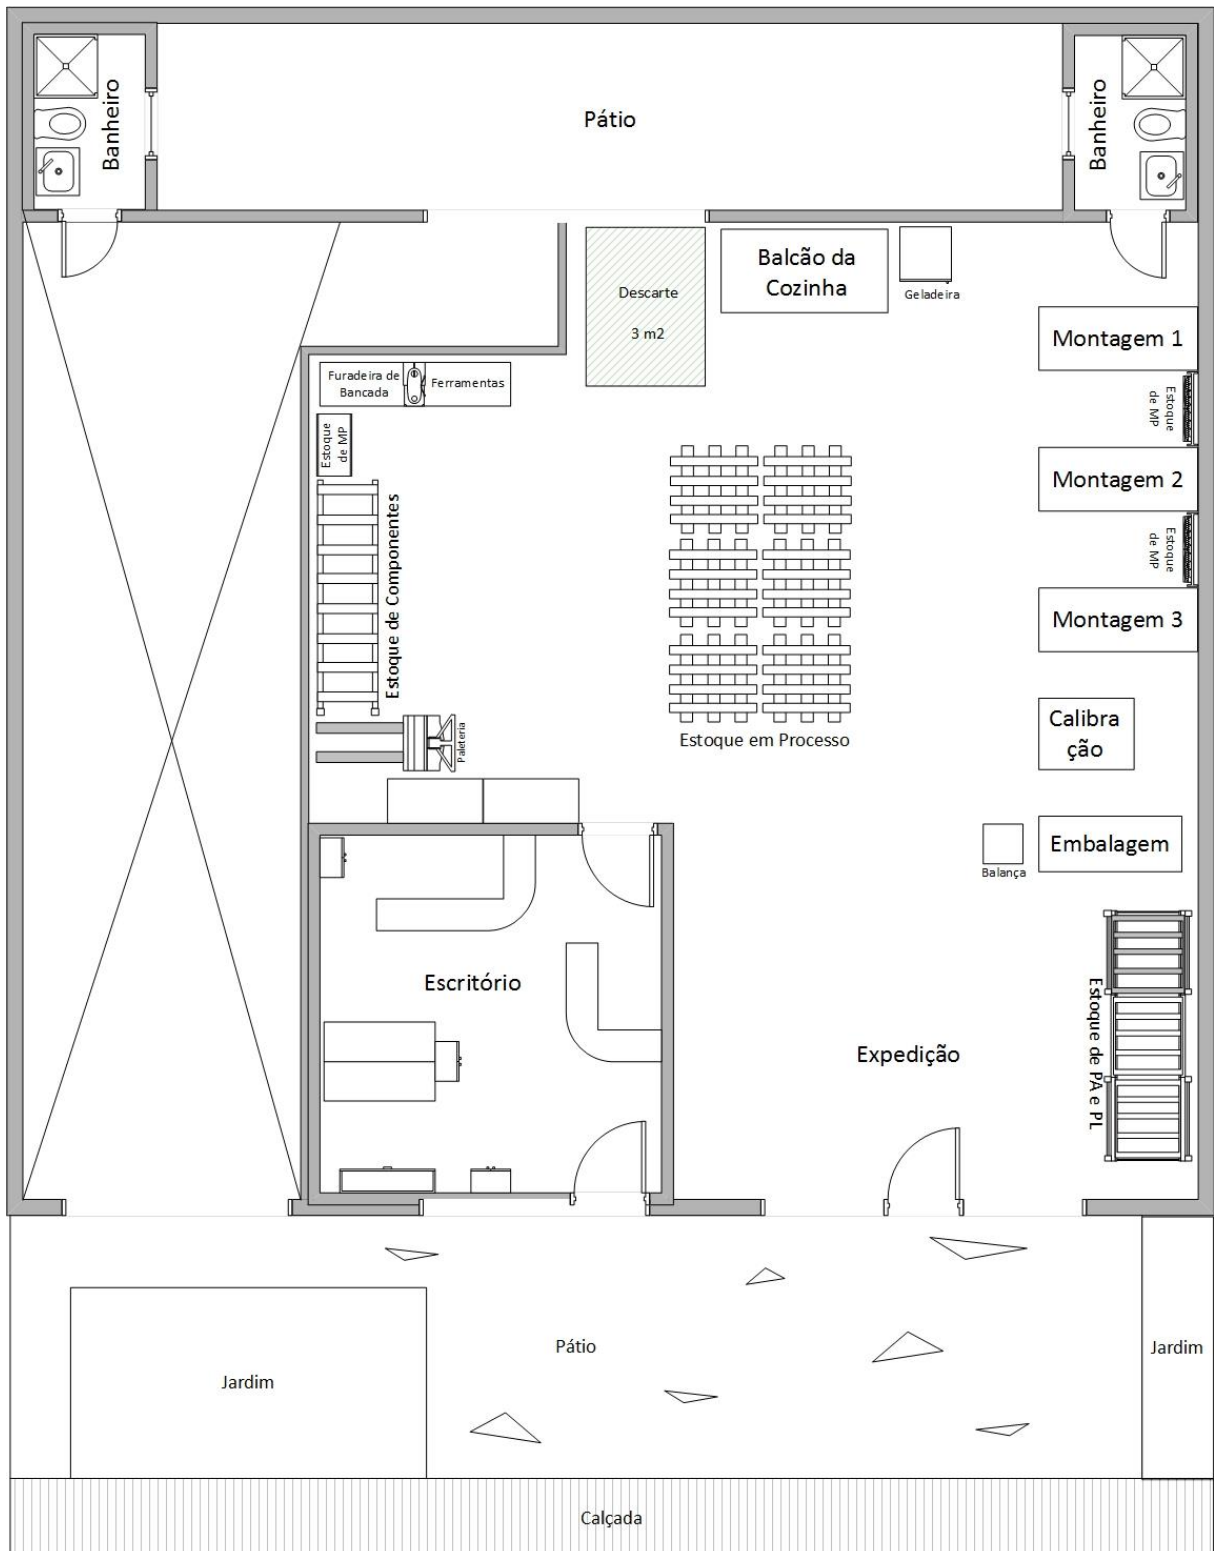 Banheiro
Pátio
Banheiro
Descarte
3 m2
Balcão da
Cozinha
Geladeira
Montagem 1
Furadeira de
Bancada
Ferramentas
Estoque
de MP
Estoque
de MP
Montagem 2
Estoque de Componentes
Estoque
de MP
Montagem 3
Paleteria
Estoque em Processo
Calibra
ção
Embalagem
Balança
Escritório
Expedição
Estoque de PA e PL
Jardim
Pátio
Jardim
Calçada